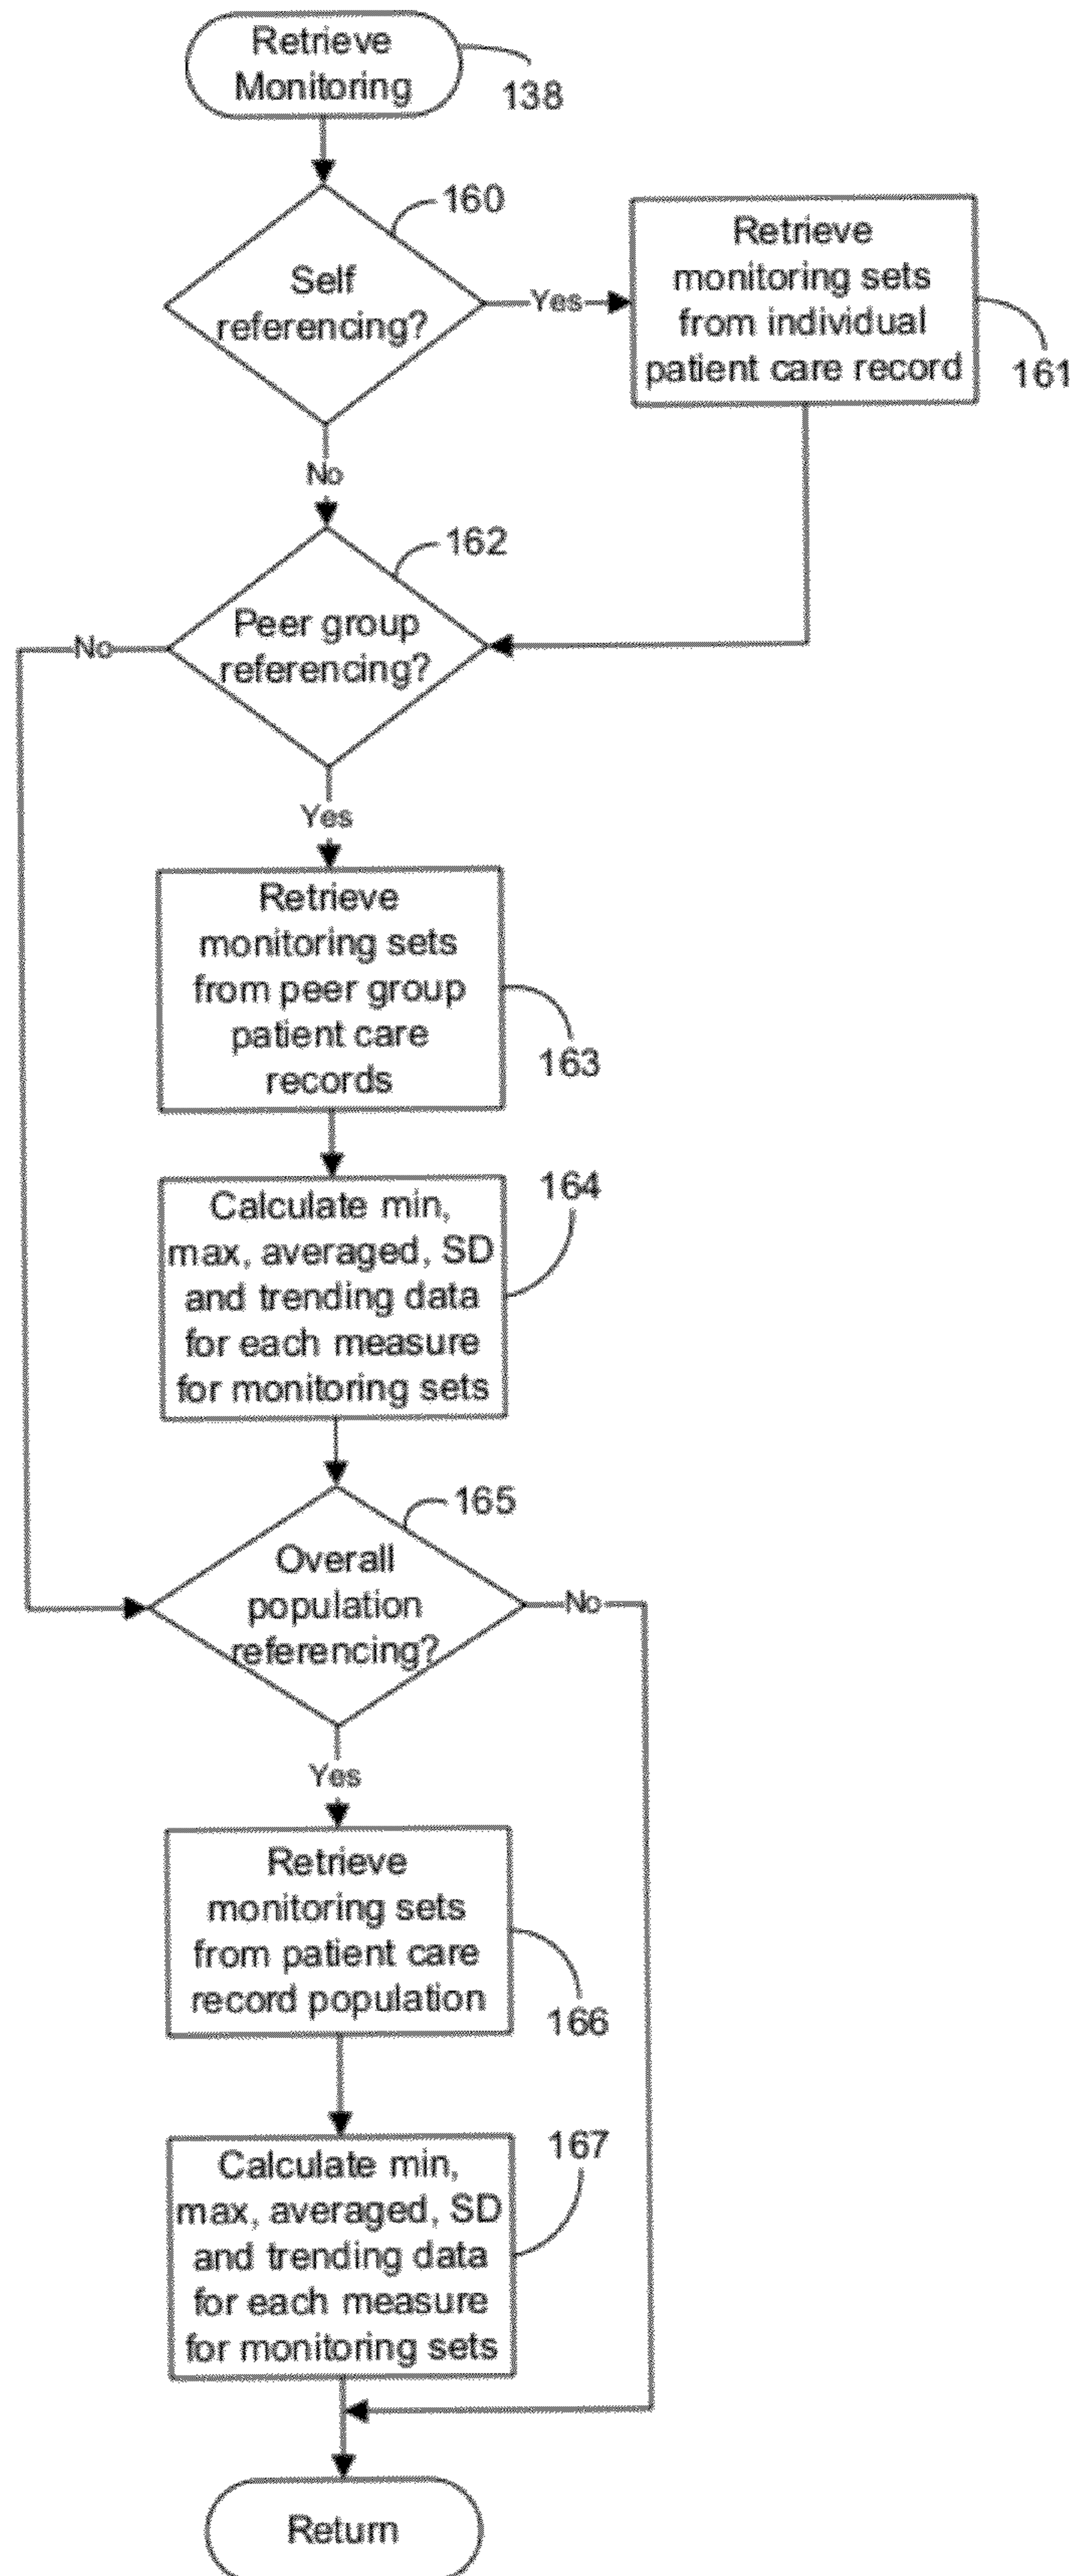 Retrieve
Monitoring
138
160
Self
referencing?
Yes
Retrieve
monitoring sets
from individual
patient care record
161
No
162
Peer group
referencing?
No
Yes
Retrieve
monitoring sets
from peer group
patient care
records
163
164
Calculate min,
max, averaged, SD
and trending data
for each measure
for monitoring sets
165
Overall
population
referencing?
No
Yes
Retrieve
monitoring sets
from patient care
record population
166
167
Calculate min,
max, averaged, SD
and trending data
for each measure
for monitoring sets
Return